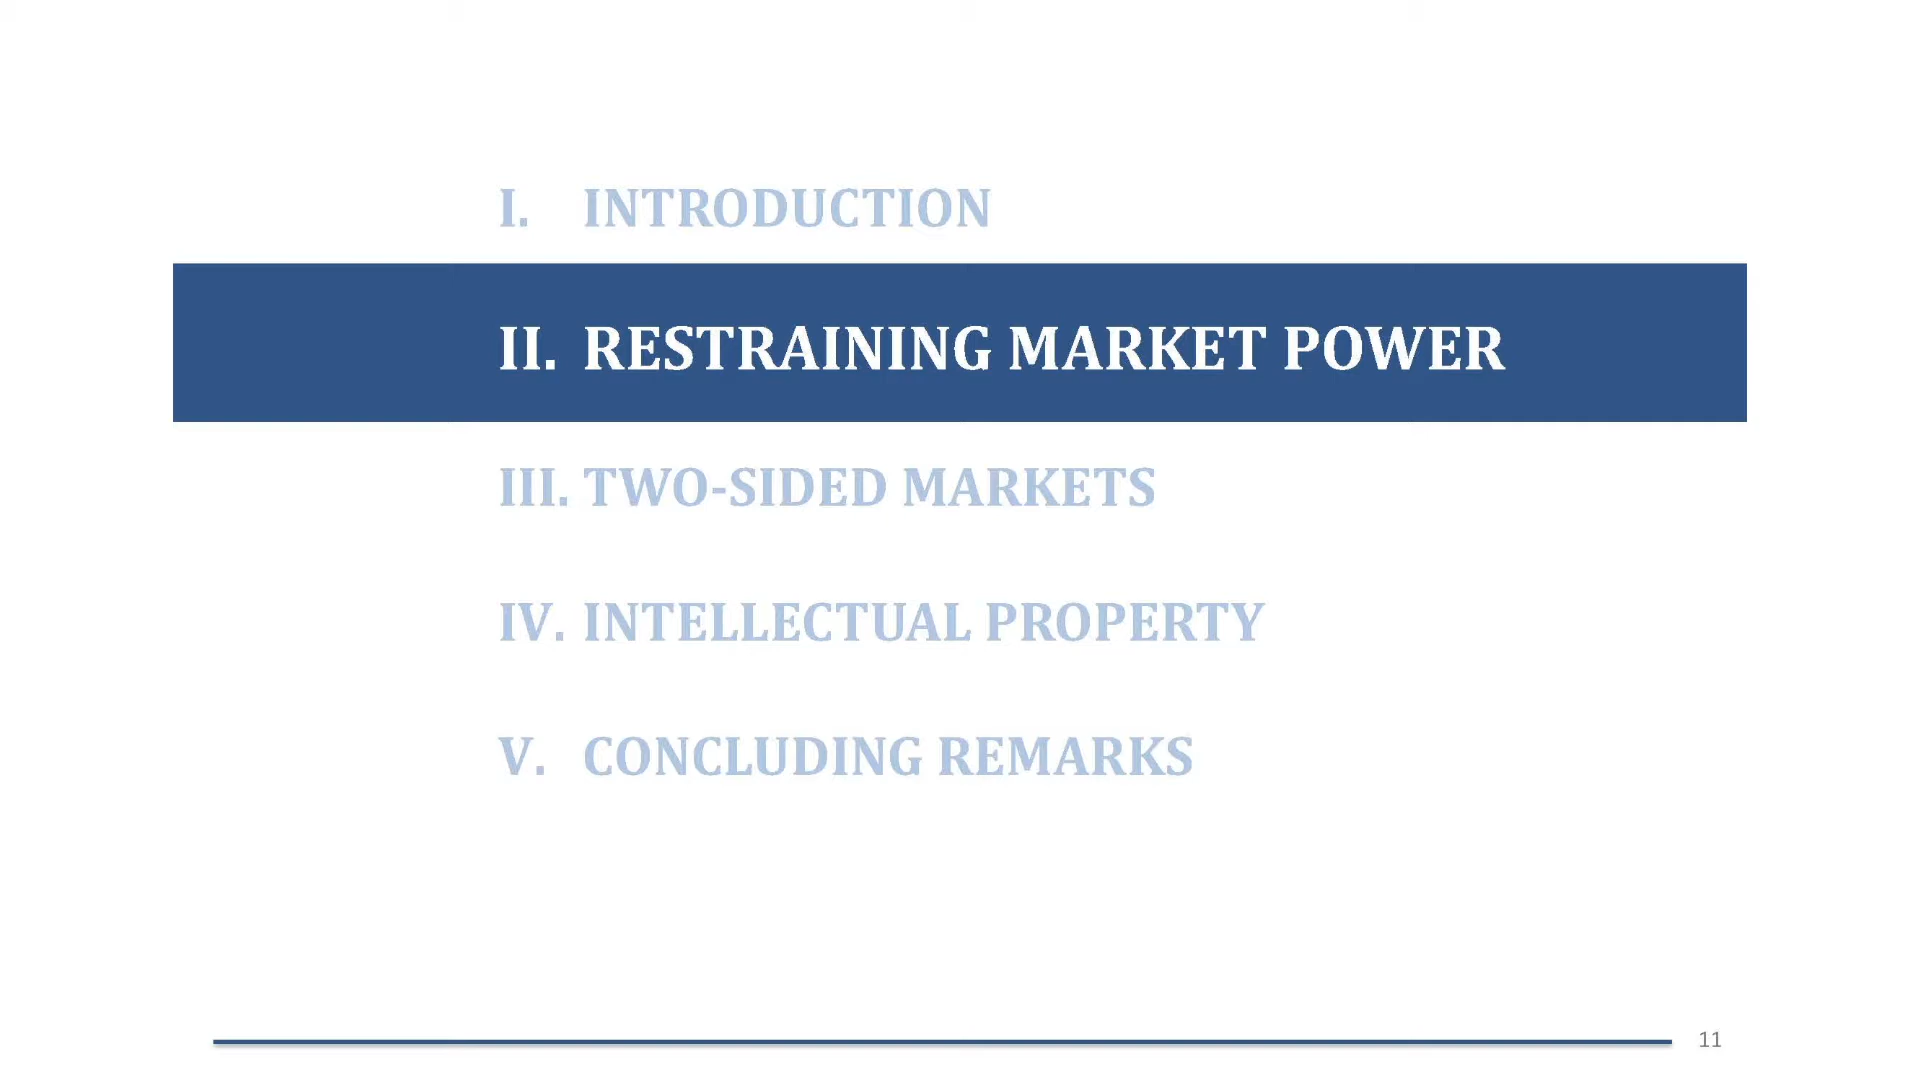 I. INTRODUCTION
II. RESTRAINING MARKET POWER
III. TWO-SIDED MARKETS
IV. INTELLECTUAL PROPERTY
V. CONCLUDING REMARKS
11